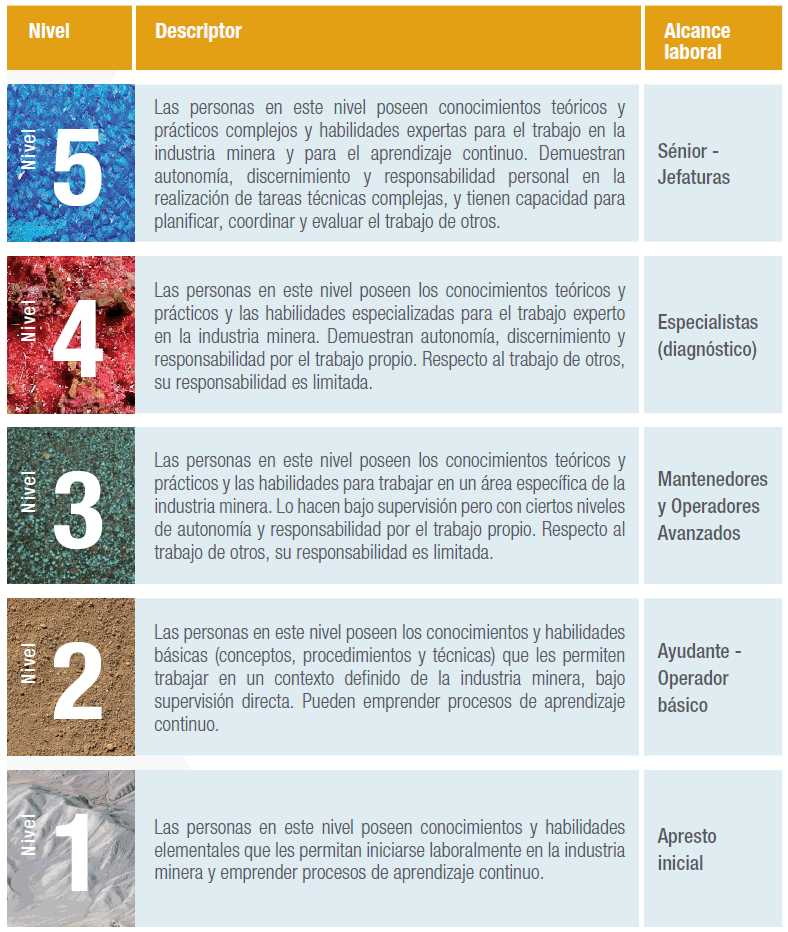 Nivel
Descriptor
Alcance
laboral
Nivel
5
Las personas en este nivel poseen conocimientos teóricos y
prácticos complejos y habilidades expertas para el trabajo en la
industria minera y para el aprendizaje continuo. Demuestran
autonomía, discernimiento y responsabilidad personal en la
realización de tareas técnicas complejas, y tienen capacidad para
planificar, coordinar y evaluar el trabajo de otros.
Sénior -
Jefaturas
Nivel
4
Las personas en este nivel poseen los conocimientos teóricos y
prácticos y las habilidades especializadas para el trabajo experto
en la industria minera. Demuestran autonomía, discernimiento y
responsabilidad por el trabajo propio. Respecto al trabajo de otros,
su responsabilidad es limitada.
Especialistas
(diagnóstico)
Nivel
3
Las personas en este nivel poseen los conocimientos teóricos y
prácticos y las habilidades para trabajar en un área específica de la
industria minera. Lo hacen bajo supervisión pero con ciertos niveles
de autonomía y responsabilidad por el trabajo propio. Respecto al
trabajo de otros, su responsabilidad es limitada.
Mantenedores
y Operadores
Avanzados
Nivel
2
Las personas en este nivel poseen los conocimientos y habilidades
básicas (conceptos, procedimientos y técnicas) que les permiten
trabajar en un contexto definido de la industria minera, bajo
supervisión directa. Pueden emprender procesos de aprendizaje
continuo.
Ayudante -
Operador
básico
Nivel
1
Las personas en este nivel poseen conocimientos y habilidades
elementales que les permitan iniciarse laboralmente en la industria
minera y emprender procesos de aprendizaje continuo.
Apresto
inicial